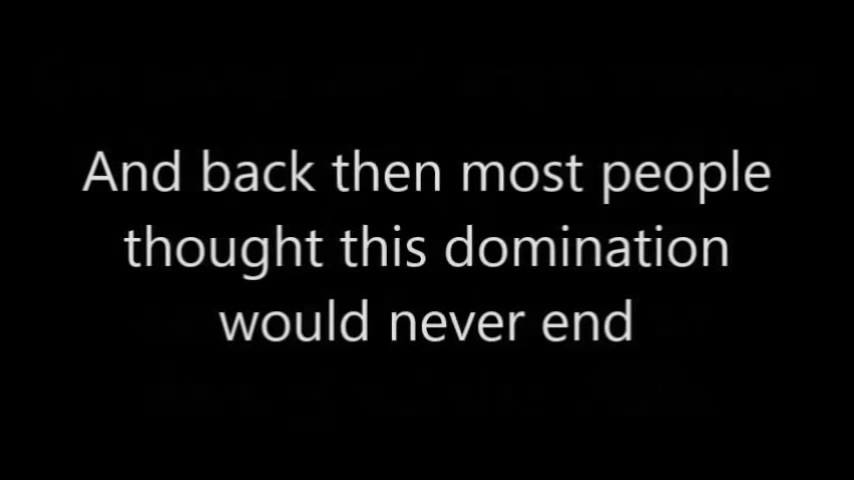 And back then most people
thought this domination
would never end